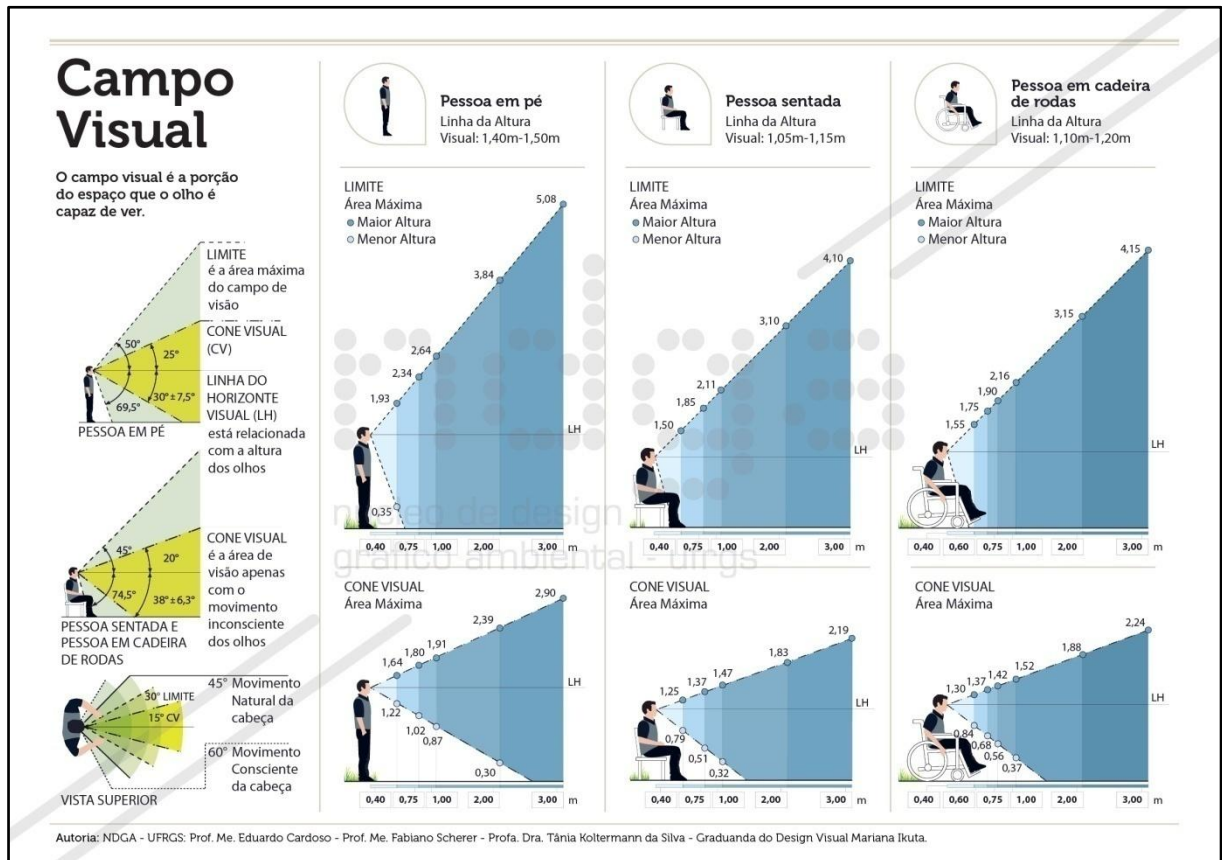 Campo
Visual
O campo visual é a porção
do espaço que o olho é
capaz de ver.
LIMITE
é a área máxima
do campo de
visão
CONE VISUAL
(CV)
50°
25°
30° ± 7,5°
69,5°
LINHA DO
HORIZONTE
VISUAL (LH)
está relacionada
com a altura
dos olhos
PESSOA EM PÉ
45°
20°
74,5°
38° ± 6,3°
CONE VISUAL
é a área de
visão apenas
com o
movimento
inconsciente
dos olhos
PESSOA SENTADA E
PESSOA EM CADEIRA
DE RODAS
30° LIMITE
15° CV
45° Movimento
Natural da
cabeça
60° Movimento
Consciente
da cabeça
VISTA SUPERIOR
Pessoa em pé
Linha da Altura
Visual: 1,40m-1,50m
LIMITE
Área Máxima
Maior Altura
Menor Altura
5,08
3,84
2,64
2,34
1,93
LH
0,35
0,40 0,75 1,00 2,00 3,00 m
CONE VISUAL
Área Máxima
2,90
2,39
1,91
1,80
1,64
LH
1,22
1,02
0,87
0,30
0,40 0,75 1,00 2,00 3,00 m
Pessoa sentada
Linha da Altura
Visual: 1,05m-1,15m
LIMITE
Área Máxima
Maior Altura
Menor Altura
4,10
3,10
2,11
1,85
1,50
LH
0,40 0,75 1,00 2,00 3,00 m
CONE VISUAL
Área Máxima
2,19
1,83
1,47
1,37
1,25
LH
0,79
0,51
0,32
0,40 0,75 1,00 2,00 3,00 m
Pessoa em cadeira
de rodas
Linha da Altura
Visual: 1,10m-1,20m
LIMITE
Área Máxima
Maior Altura
Menor Altura
4,15
3,15
2,16
1,90
1,75
1,55
LH
0,40 0,60 0,75 1,00 2,00 3,00 m
CONE VISUAL
Área Máxima
2,24
1,88
1,52
1,42
1,37
1,30
LH
0,84
0,68
0,56
0,37
0,40 0,60 0,75 1,00 2,00 3,00 m
ndga
núcleo de design
gráfico ambiental - ufrgs
Autoria: NDGA - UFRGS: Prof. Me. Eduardo Cardoso - Prof. Me. Fabiano Scherer - Profa. Dra. Tânia Koltermann da Silva - Graduanda do Design Visual Mariana Ikuta.